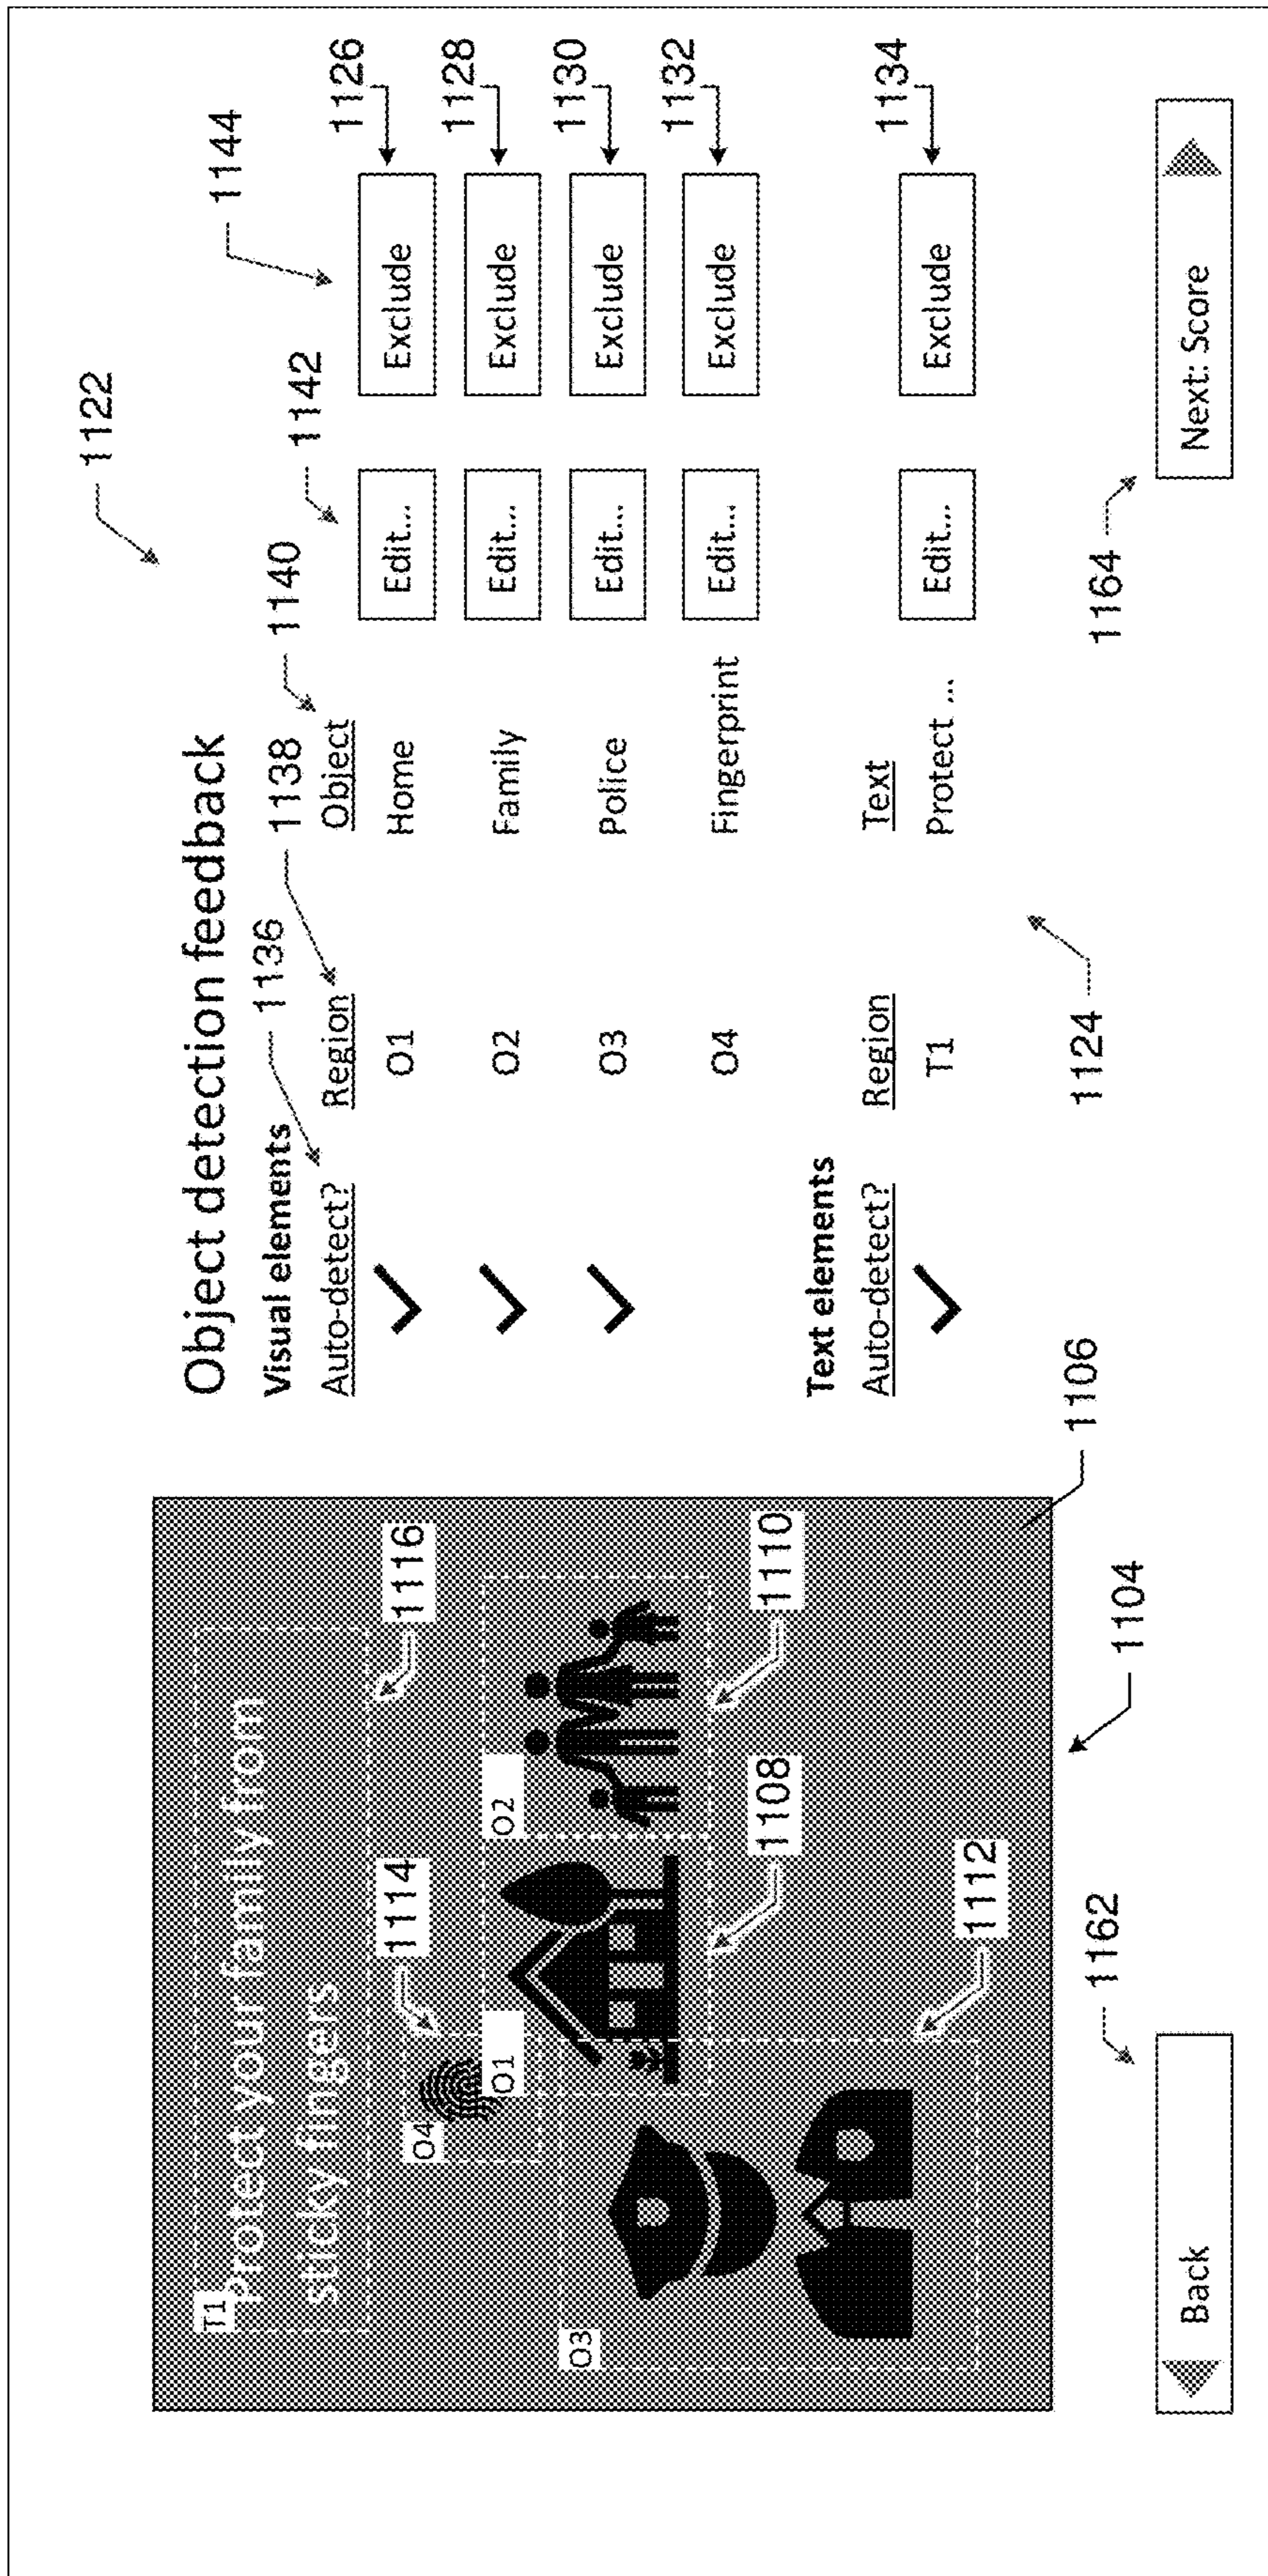 1122
Object detection feedback
Visual elements
1136
1138
1140
1142
1144
Auto-detect? Region Object
O1 Home Edit... Exclude 1126
O2 Family Edit... Exclude 1128
O3 Police Edit... Exclude 1130
O4 Fingerprint Edit... Exclude 1132
Text elements
Auto-detect? Region Text
T1 Protect ... Edit... Exclude 1134
1124
T1
Protect your family from
sticky fingers
1116
1114
O4
O1
O2
1110
1108
O3
1112
1106
1104
1162
Back
1164
Next: Score